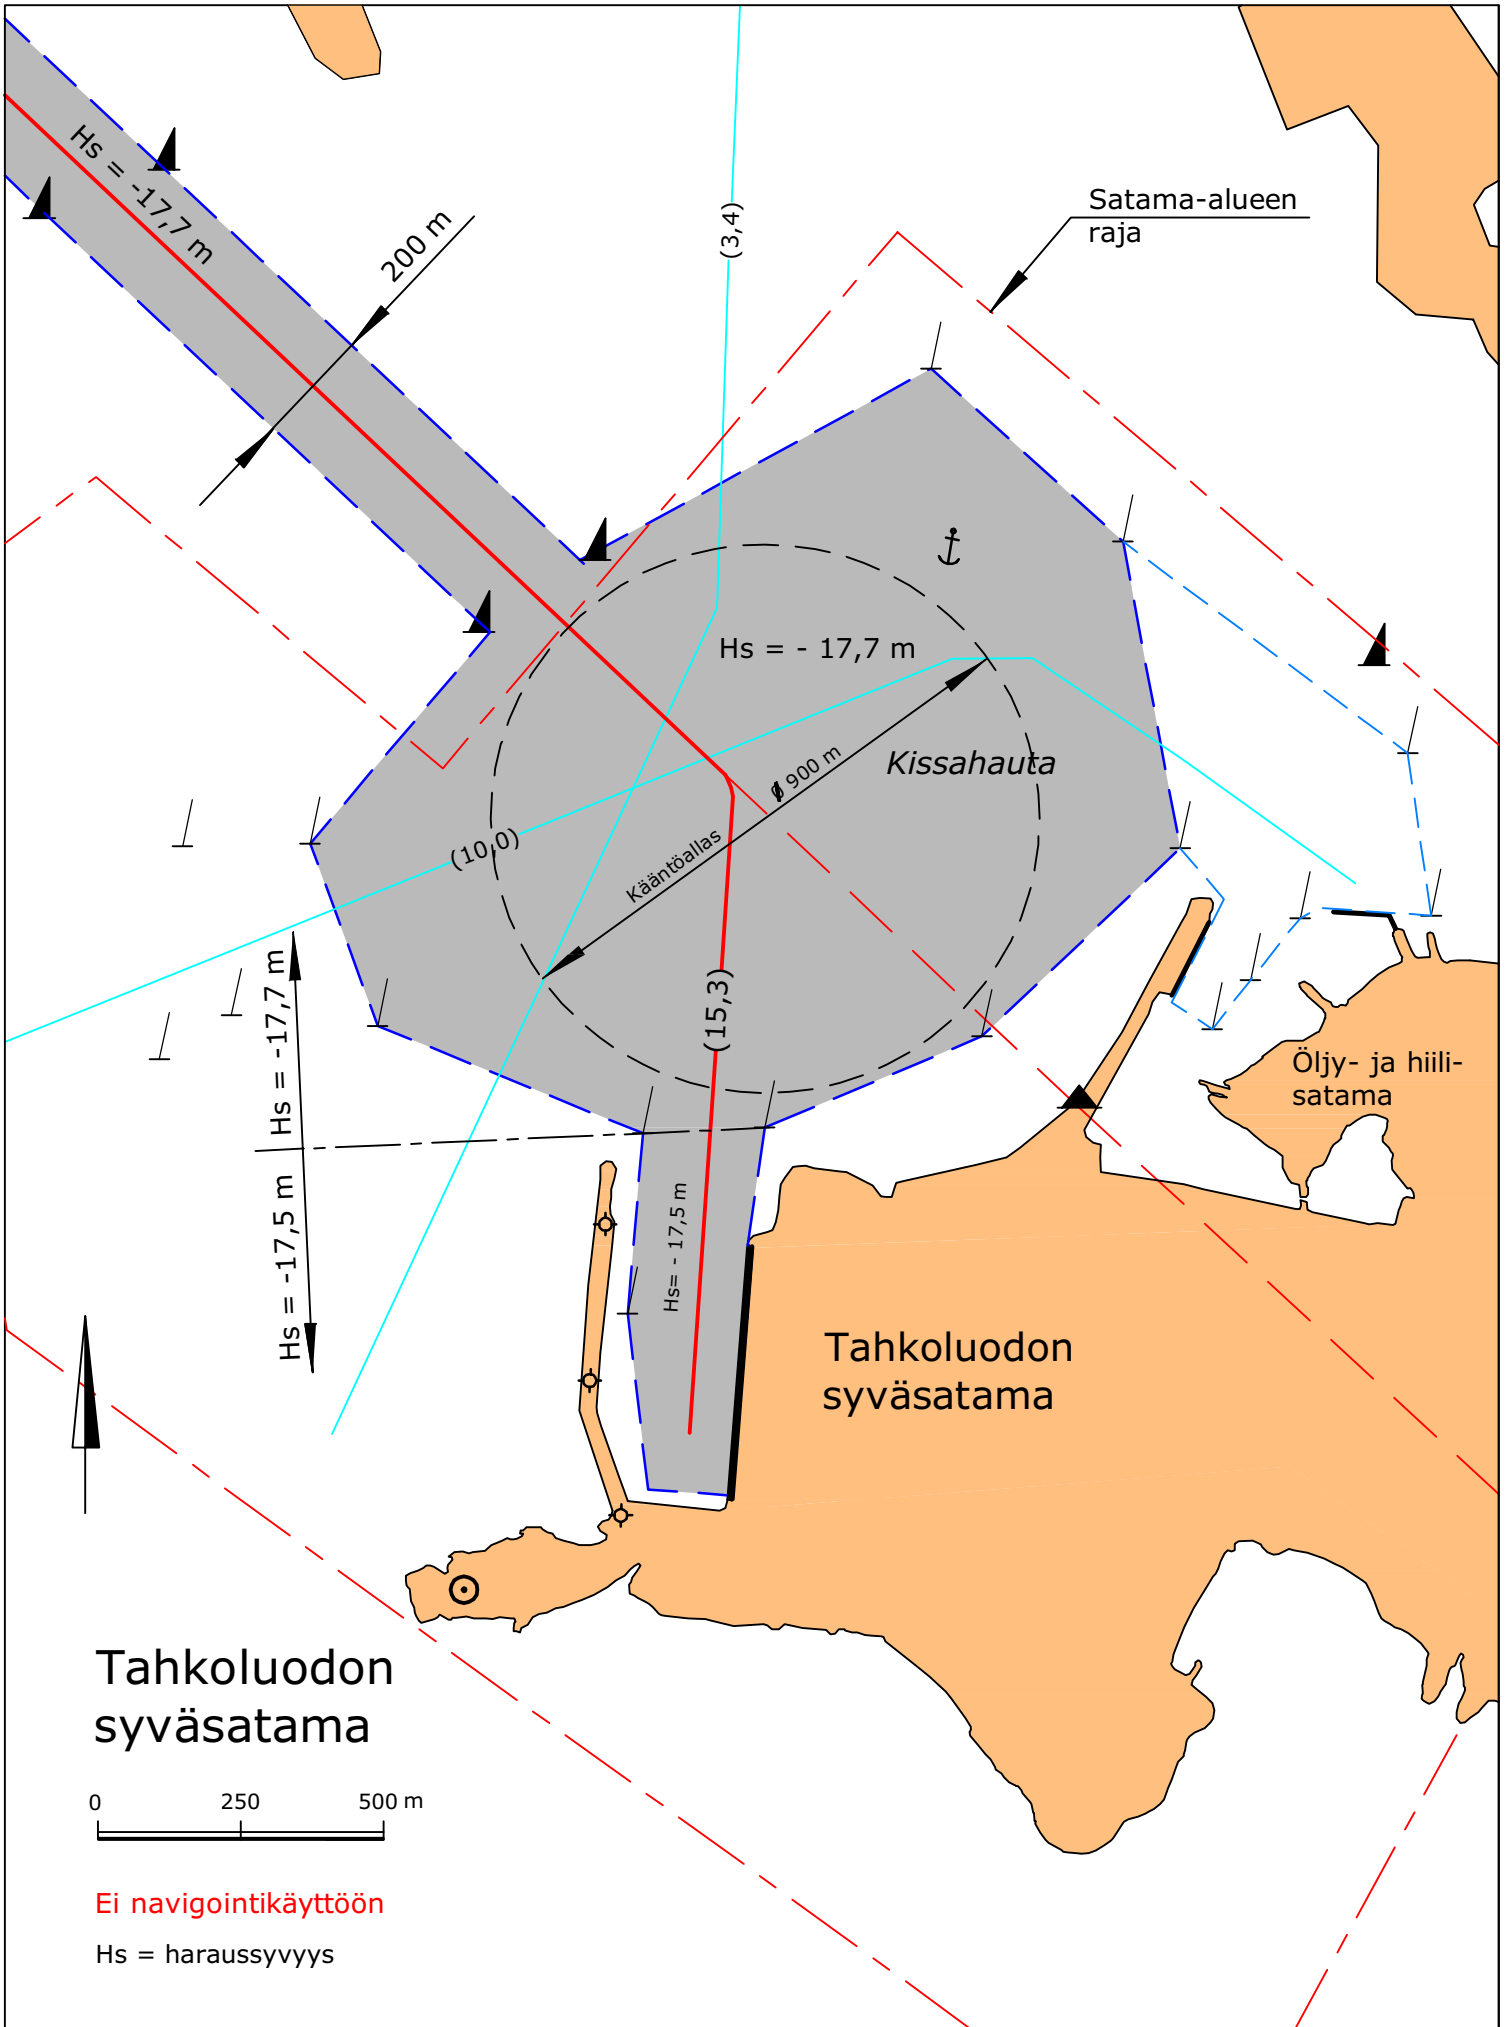 Hs = -17,7 m
200 m
(3,4)
Satama-alueen
raja
Hs = - 17,7 m
Kissahauta
ø 900 m
Kääntöallas
(10,0)
(15,3)
Hs = -17,7 m
Hs = -17,5 m
Hs= - 17,5 m
Öljy- ja hiili-
satama
Tahkoluodon
syväsatama
Tahkoluodon
syväsatama
0 250 500 m
Ei navigointikäyttöön
Hs = haraussyvyys